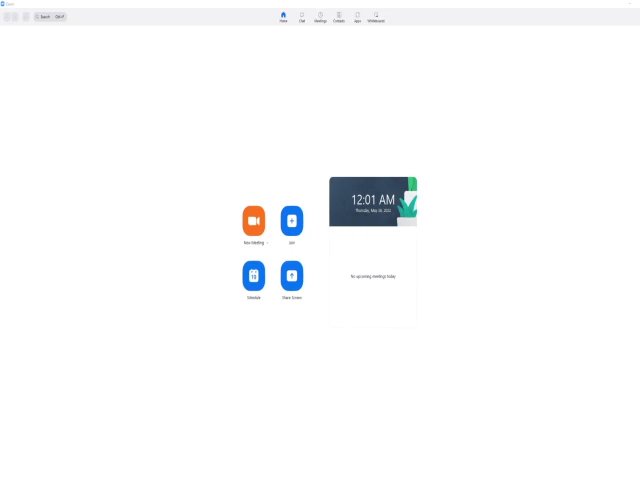 Zoom
Search Ctrl+F
Home Chat Meetings Contacts Apps Whiteboards
12:01 AM
New Meeting
Join
19
Schedule
Share Screen
No upcoming meetings today